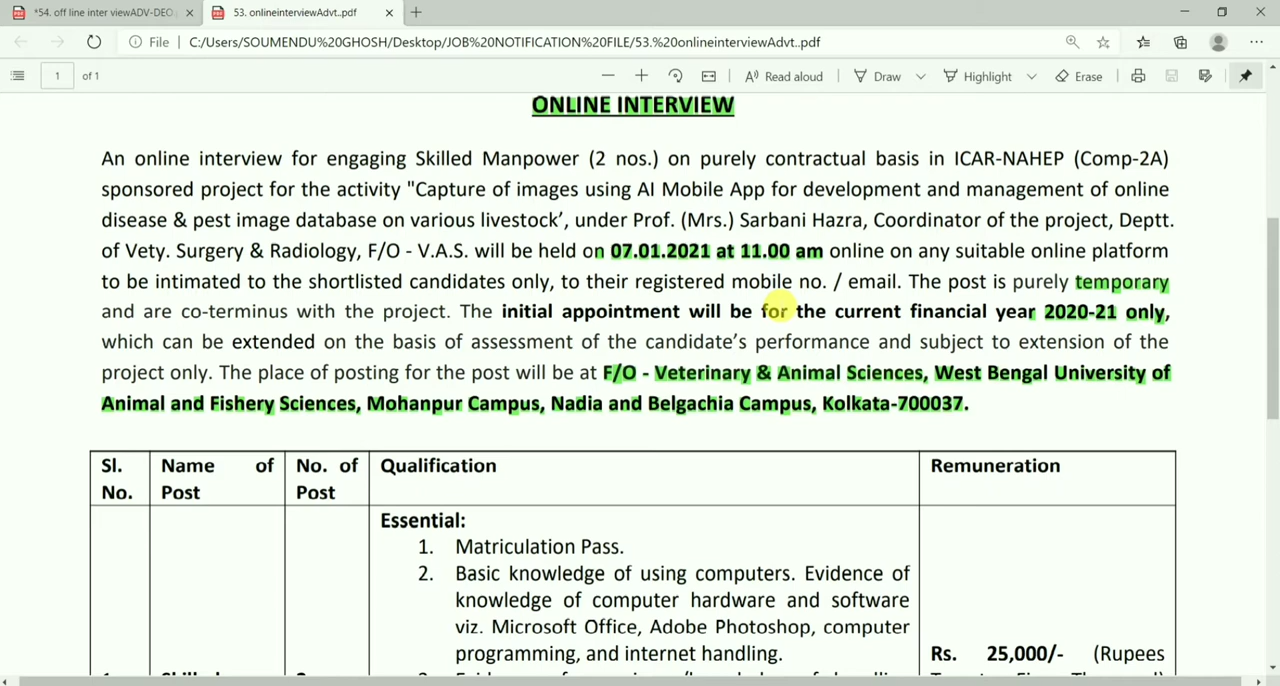 *54. off line inter viewADV-DEO
53. onlineinterviewAdvt..pdf
File
C:/Users/SOUMENDU%20GHOSH/Desktop/JOB%20NOTIFICATION%20FILE/53.%20onlineinterviewAdvt..pdf
1 of 1
Read aloud
Draw
Highlight
Erase
ONLINE INTERVIEW
An online interview for engaging Skilled Manpower (2 nos.) on purely contractual basis in ICAR-NAHEP (Comp-2A)
sponsored project for the activity "Capture of images using AI Mobile App for development and management of online
disease & pest image database on various livestock’, under Prof. (Mrs.) Sarbani Hazra, Coordinator of the project, Deptt.
of Vety. Surgery & Radiology, F/O - V.A.S. will be held on 07.01.2021 at 11.00 am online on any suitable online platform
to be intimated to the shortlisted candidates only, to their registered mobile no. / email. The post is purely temporary
and are co-terminus with the project. The initial appointment will be for the current financial year 2020-21 only,
which can be extended on the basis of assessment of the candidate’s performance and subject to extension of the
project only. The place of posting for the post will be at F/O - Veterinary & Animal Sciences, West Bengal University of
Animal and Fishery Sciences, Mohanpur Campus, Nadia and Belgachia Campus, Kolkata-700037.
Sl. No.
Name of Post
No. of Post
Qualification
Remuneration
Essential:
1. Matriculation Pass.
2. Basic knowledge of using computers. Evidence of
knowledge of computer hardware and software
viz. Microsoft Office, Adobe Photoshop, computer
programming, and internet handling.
Rs. 25,000/- (Rupees